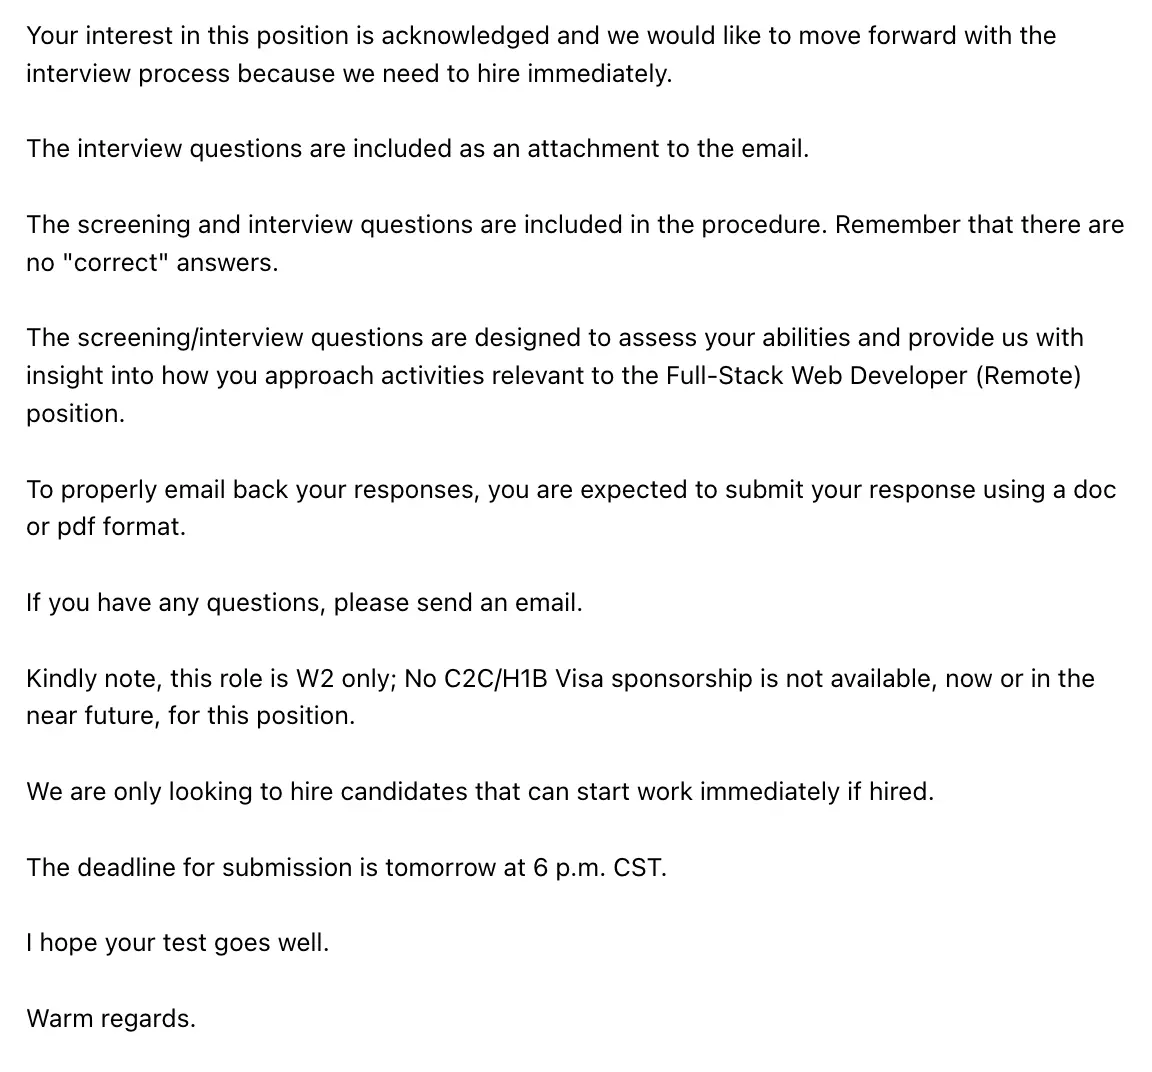 Your interest in this position is acknowledged and we would like to move forward with the
interview process because we need to hire immediately.
The interview questions are included as an attachment to the email.
The screening and interview questions are included in the procedure. Remember that there are
no "correct" answers.
The screening/interview questions are designed to assess your abilities and provide us with
insight into how you approach activities relevant to the Full-Stack Web Developer (Remote)
position.
To properly email back your responses, you are expected to submit your response using a doc
or pdf format.
If you have any questions, please send an email.
Kindly note, this role is W2 only; No C2C/H1B Visa sponsorship is not available, now or in the
near future, for this position.
We are only looking to hire candidates that can start work immediately if hired.
The deadline for submission is tomorrow at 6 p.m. CST.
I hope your test goes well.
Warm regards.